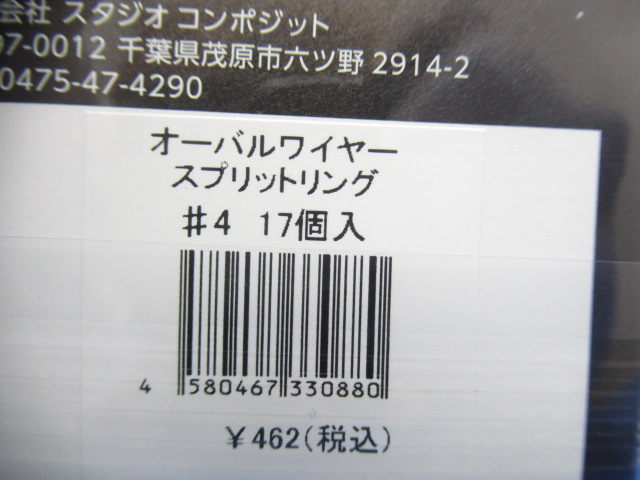 会社 スタジオ コンポジット
97-0012 千葉県茂原市六ツ野 2914-2
0475-47-4290
オーバルワイヤー
スプリットリング
♯4 17個入
4 580467 330880
¥462(税込)